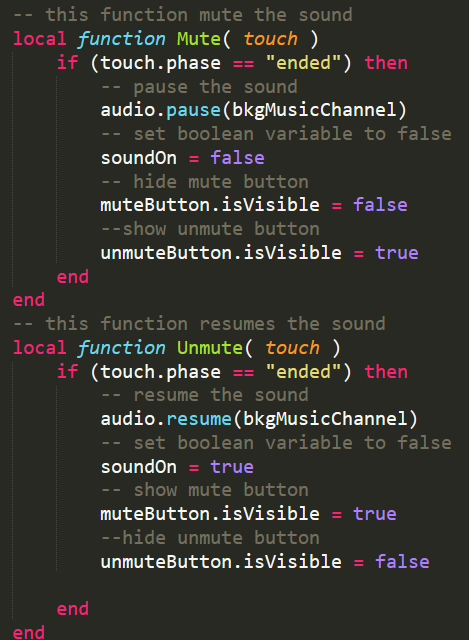 -- this function mute the sound
local function Mute( touch )
    if (touch.phase == "ended") then
        -- pause the sound
        audio.pause(bkgMusicChannel)
        -- set boolean variable to false
        soundOn = false
        -- hide mute button
        muteButton.isVisible = false
        --show unmute button
        unmuteButton.isVisible = true
    end
end
-- this function resumes the sound
local function Unmute( touch )
    if (touch.phase == "ended") then
        -- resume the sound
        audio.resume(bkgMusicChannel)
        -- set boolean variable to false
        soundOn = true
        -- show mute button
        muteButton.isVisible = true
        --hide unmute button
        unmuteButton.isVisible = false

    end
end